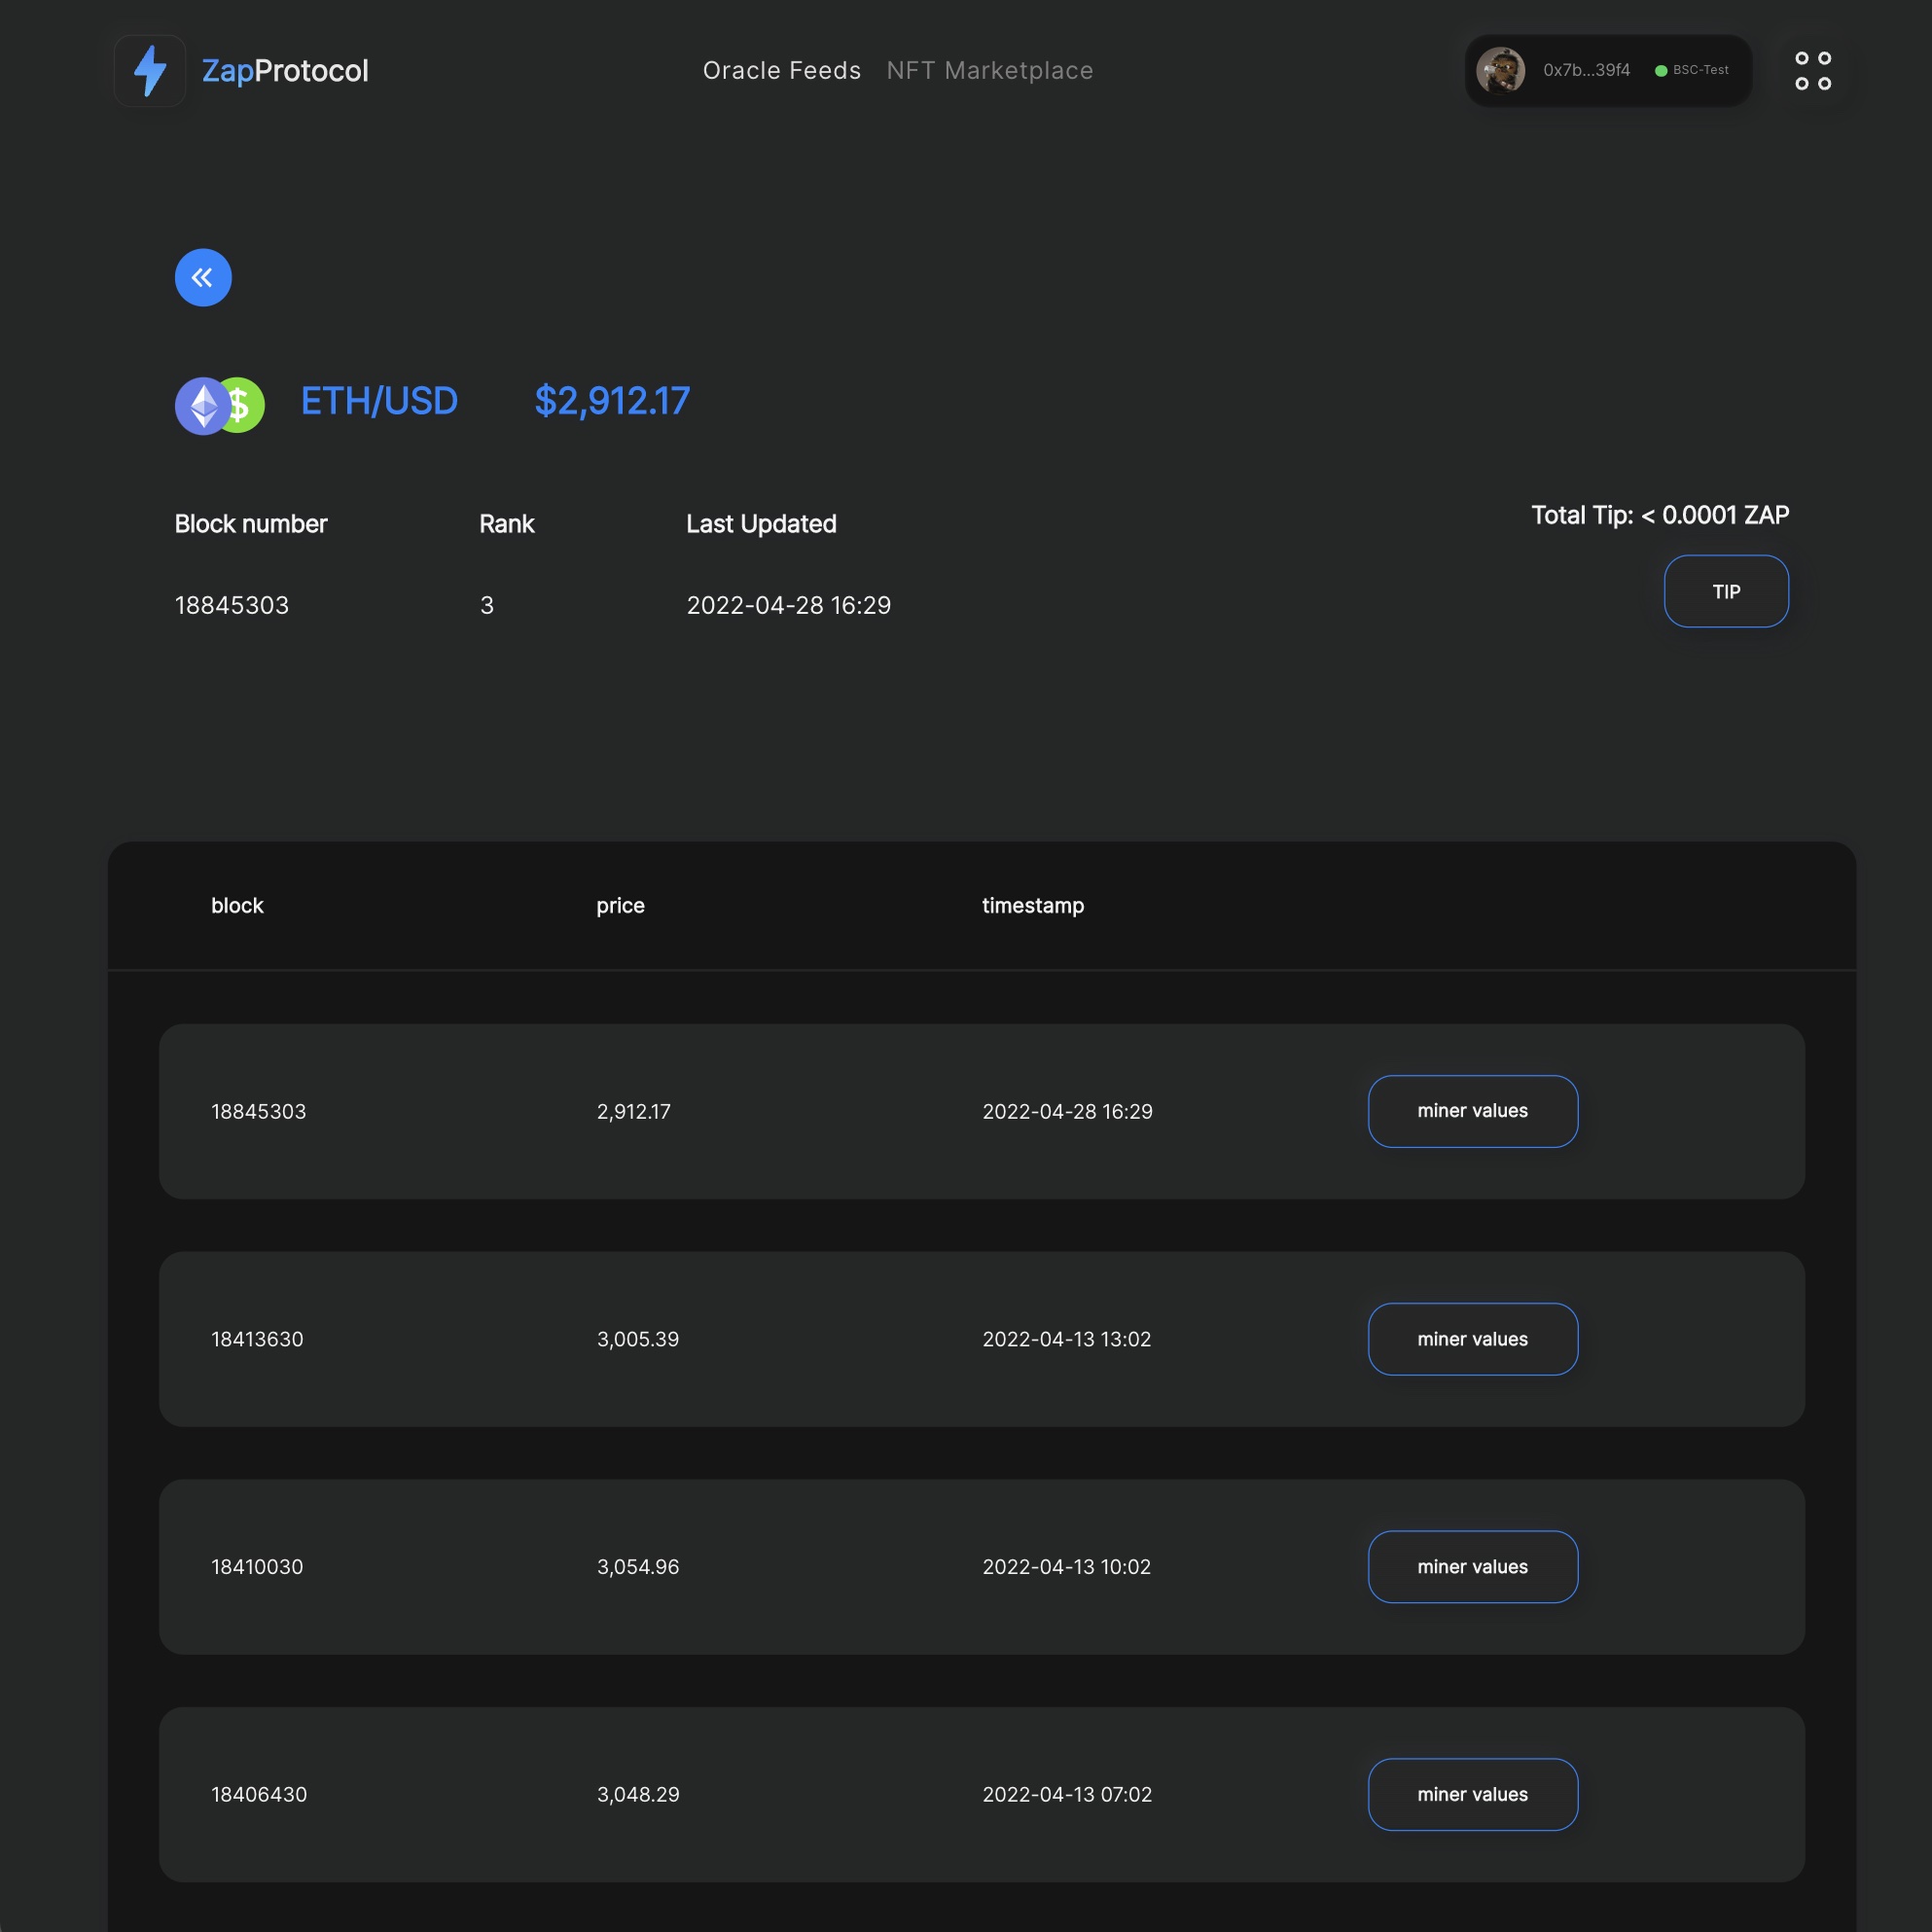 ZapProtocol
Oracle Feeds NFT Marketplace
0x7b...39f4 BSC-Test
ETH/USD $2,912.17
Total Tip: < 0.0001 ZAP
Block number Rank Last Updated
TIP
18845303 3 2022-04-28 16:29
block price timestamp
18845303 2,912.17 2022-04-28 16:29 miner values
18413630 3,005.39 2022-04-13 13:02 miner values
18410030 3,054.96 2022-04-13 10:02 miner values
18406430 3,048.29 2022-04-13 07:02 miner values